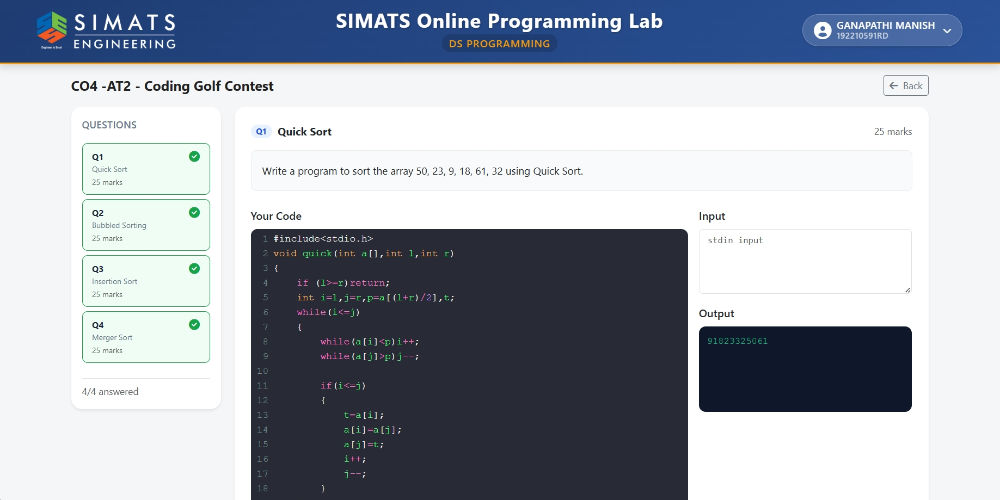 SIMATS
ENGINEERING
Engineer to Excel
SIMATS Online Programming Lab
DS PROGRAMMING
GANAPATHI MANISH
192210591RD
CO4 -AT2 - Coding Golf Contest
Back
QUESTIONS
Q1
Quick Sort
25 marks
Q2
Bubbled Sorting
25 marks
Q3
Insertion Sort
25 marks
Q4
Merger Sort
25 marks
4/4 answered
Q1 Quick Sort
25 marks
Write a program to sort the array 50, 23, 9, 18, 61, 32 using Quick Sort.
Your Code
1 #include<stdio.h>
2 void quick(int a[],int l,int r)
3 {
4     if (l>=r)return;
5     int i=l,j=r,p=a[(l+r)/2],t;
6     while(i<=j)
7     {
8         while(a[i]<p)i++;
9         while(a[j]>p)j--;
10
11         if(i<=j)
12         {
13             t=a[i];
14             a[i]=a[j];
15             a[j]=t;
16             i++;
17             j--;
18         }
Input
stdin input
Output
91823325061